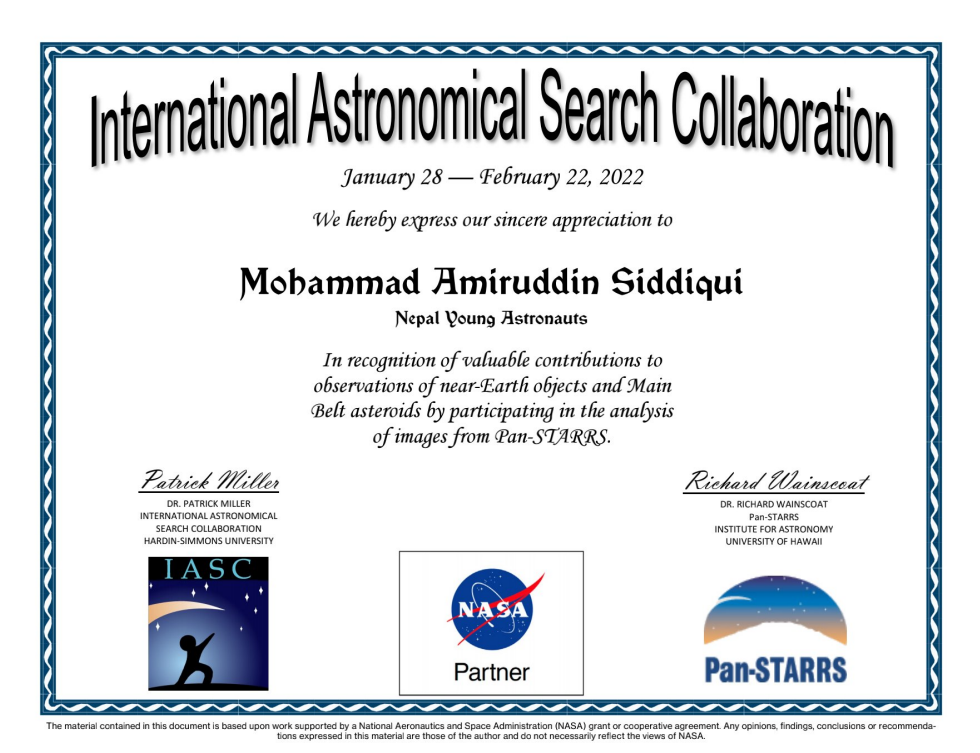 International Astronomical Search Collaboration
January 28 — February 22, 2022
We hereby express our sincere appreciation to
Mohammad Amiruddin Siddiqui
Nepal Young Astronauts
In recognition of valuable contributions to
observations of near-Earth objects and Main
Belt asteroids by participating in the analysis
of images from Pan-STARRS.
Patrick Miller
DR. PATRICK MILLER
INTERNATIONAL ASTRONOMICAL
SEARCH COLLABORATION
HARDIN-SIMMONS UNIVERSITY
Richard Wainscoat
DR. RICHARD WAINSCOAT
Pan-STARRS
INSTITUTE FOR ASTRONOMY
UNIVERSITY OF HAWAII
IASC
NASA
Partner
Pan-STARRS
The material contained in this document is based upon work supported by a National Aeronautics and Space Administration (NASA) grant or cooperative agreement. Any opinions, findings, conclusions or recommenda-
tions expressed in this material are those of the author and do not necessarily reflect the views of NASA.